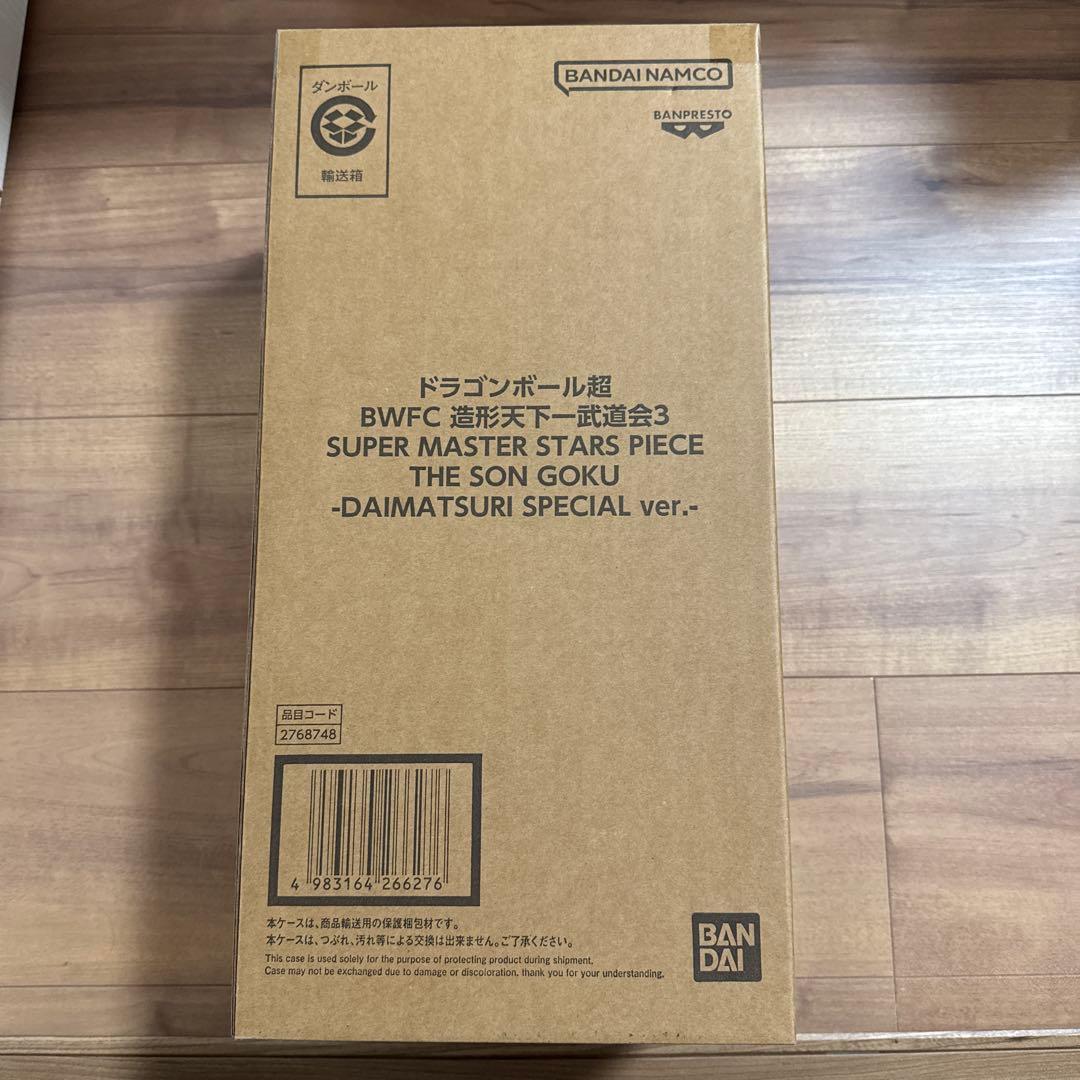 ダンボール
輸送箱
BANDAI NAMCO
BANPRESTO
ドラゴンボール超
BWFC 造形天下一武道会3
SUPER MASTER STARS PIECE
THE SON GOKU
-DAIMATSURI SPECIAL ver.-
品目コード
2768748
4 983164 266276
本ケースは、商品輸送用の保護梱包材です。
本ケースは、つぶれ、汚れ等による交換は出来ません。ご了承ください。
This case is used solely for the purpose of protecting product during shipment.
Case may not be exchanged due to damage or discoloration, thank you for your understanding.
BAN
DAI